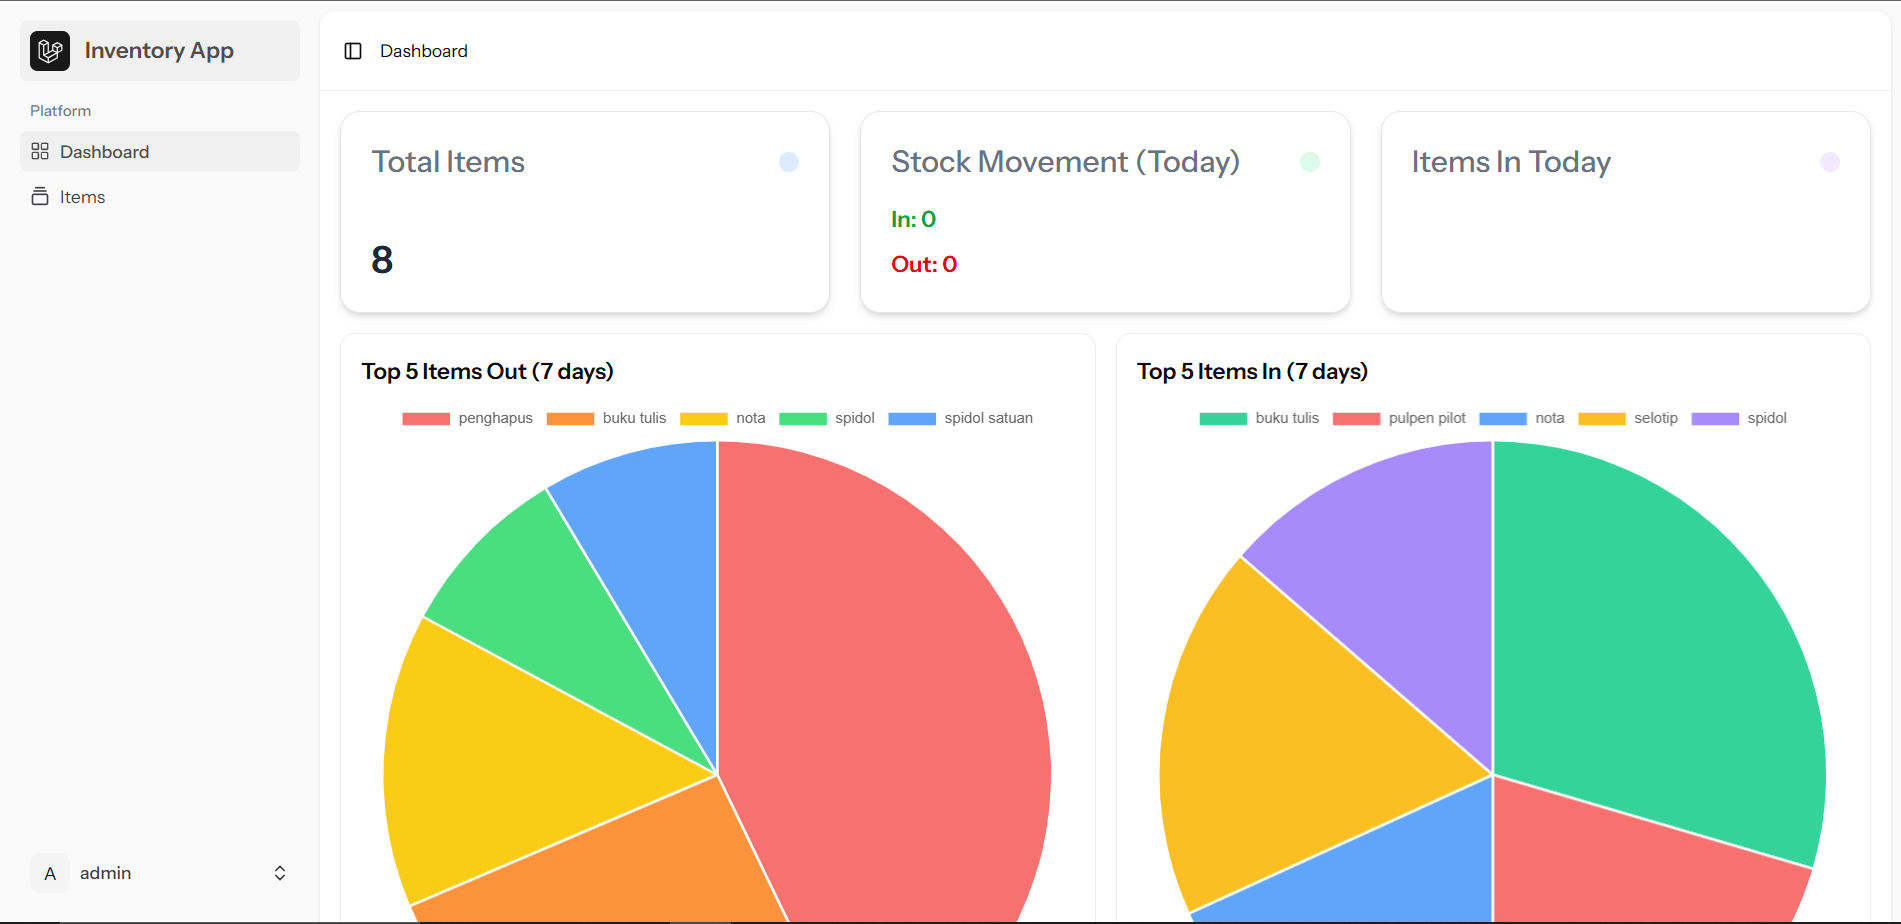 Inventory App
Platform
Dashboard
Items
A admin
Dashboard
Total Items
8
Stock Movement (Today)
In: 0
Out: 0
Items In Today
Top 5 Items Out (7 days)
penghapus buku tulis nota spidol spidol satuan
Top 5 Items In (7 days)
buku tulis pulpen pilot nota selotip spidol